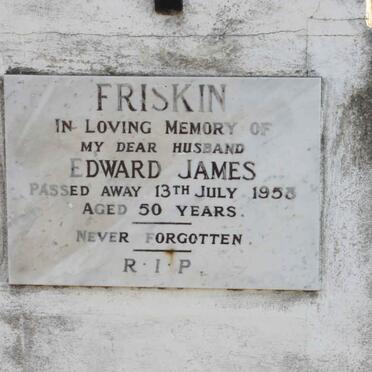 FRISKIN
IN LOVING MEMORY OF
MY DEAR HUSBAND
EDWARD JAMES
PASSED AWAY 13TH JULY
AGED 50 YEARS.
NEVER FORGOTTEN.
R·I·P.